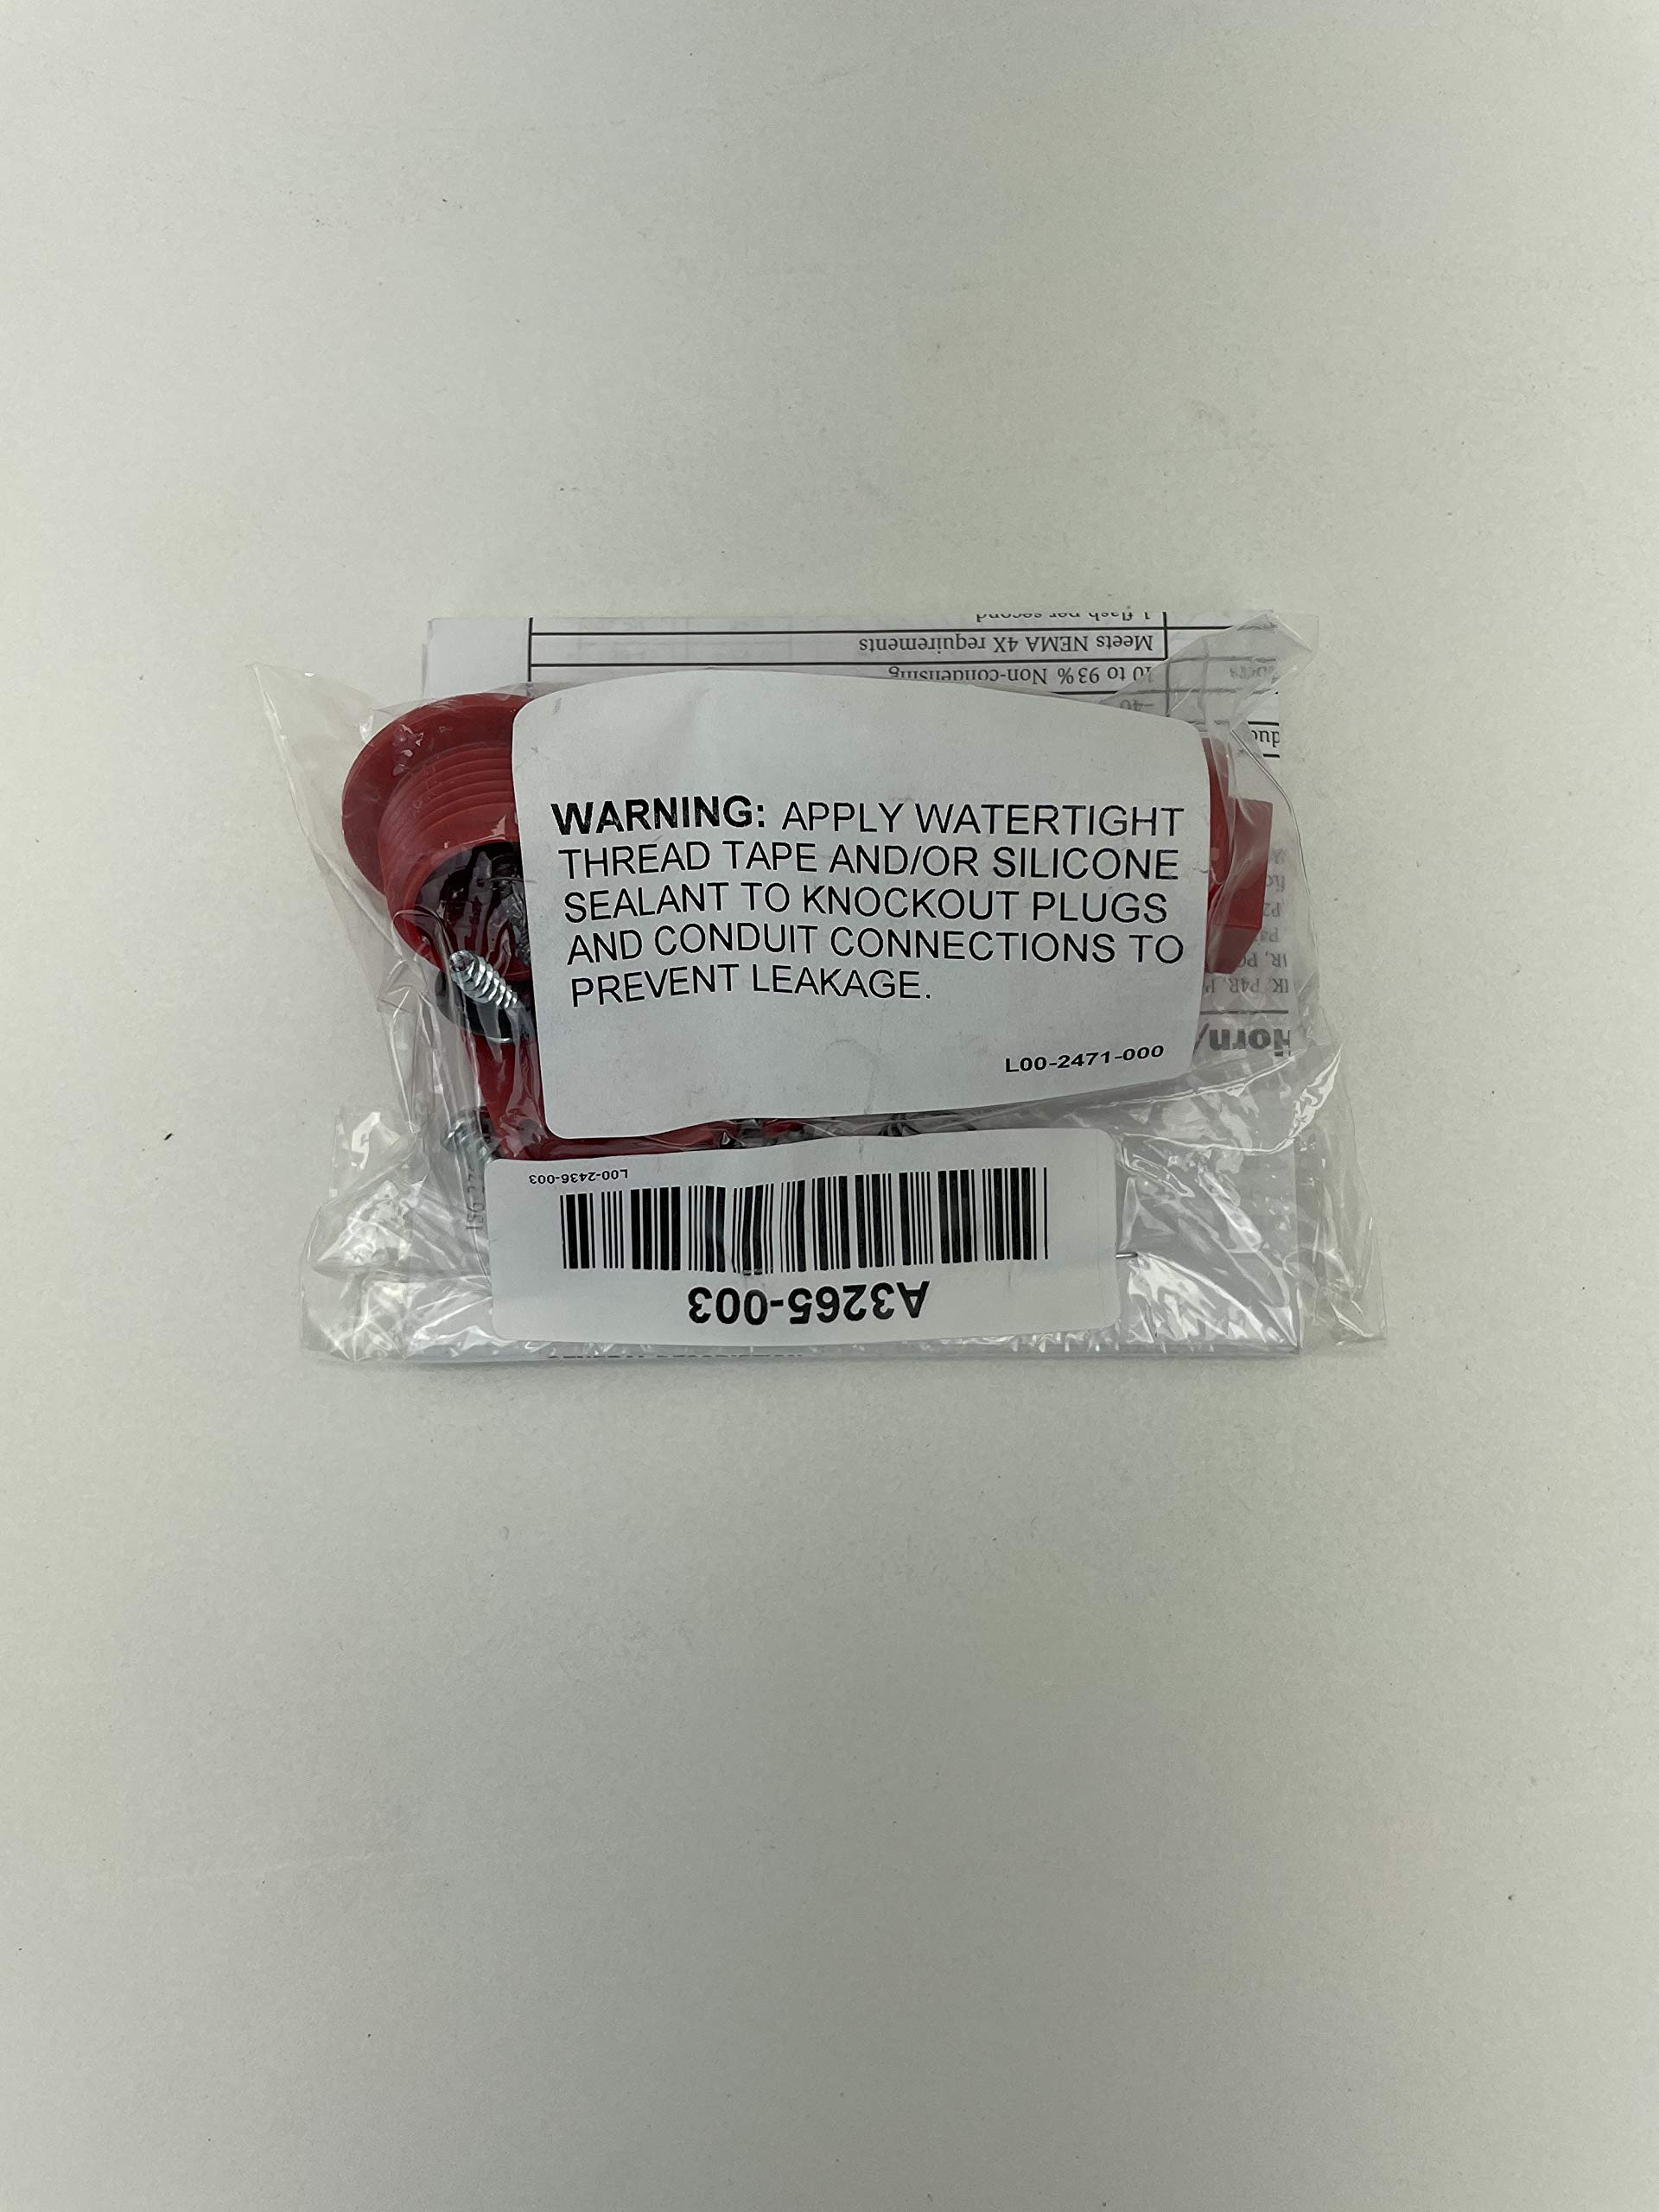 1 flash per second
Meets NEMA 4X requirements
10 to 93% Non-condensing
-40
WARNING: APPLY WATERTIGHT
THREAD TAPE AND/OR SILICONE
SEALANT TO KNOCKOUT PLUGS
AND CONDUIT CONNECTIONS TO
PREVENT LEAKAGE.
L00-2471-000
Horn/
L00-2436-003
A3265-003